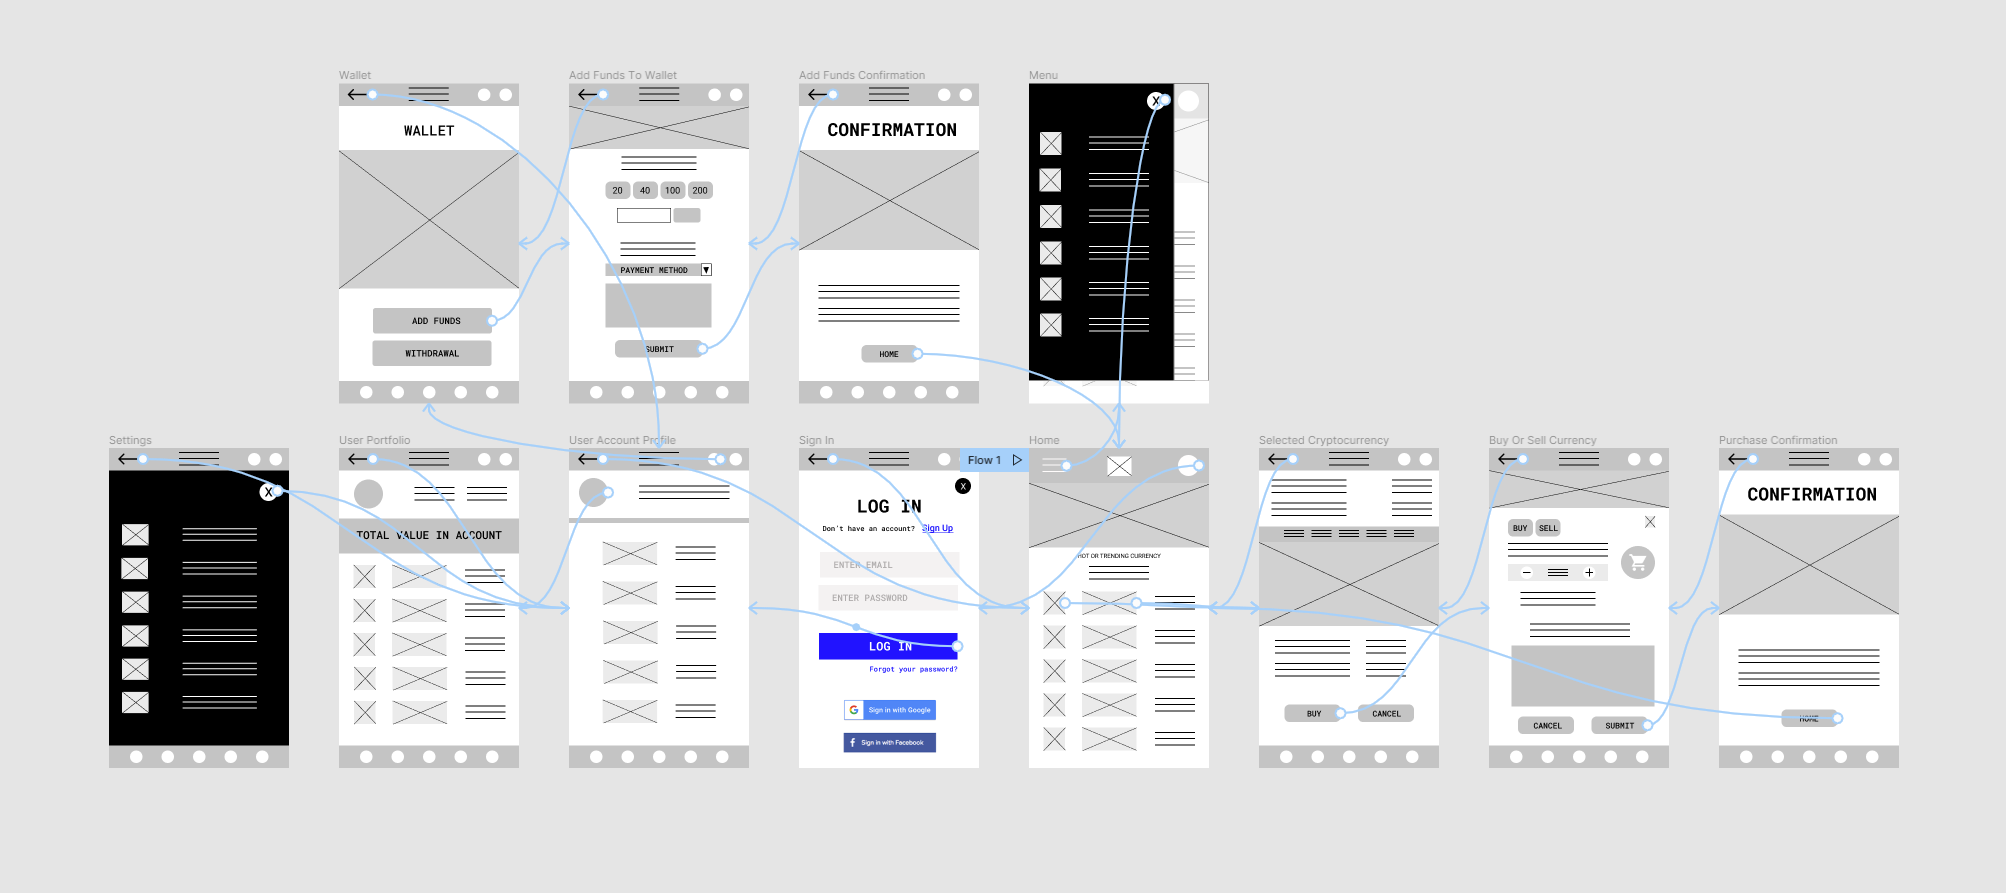 Wallet
WALLET
ADD FUNDS
WITHDRAWAL
Add Funds To Wallet
20 40 100 200
PAYMENT METHOD
SUBMIT
Add Funds Confirmation
CONFIRMATION
HOME
Menu
X
Settings
X
User Portfolio
TOTAL VALUE IN ACCOUNT
User Account Profile
Sign In
X
LOG IN
Don't have an account? Sign Up
ENTER EMAIL
ENTER PASSWORD
LOG IN
Forgot your password?
G Sign in with Google
f Sign in with Facebook
Flow 1
Home
HOT OR TRENDING CURRENCY
Selected Cryptocurrency
BUY CANCEL
Buy Or Sell Currency
BUY SELL
CANCEL SUBMIT
Purchase Confirmation
CONFIRMATION
HOME